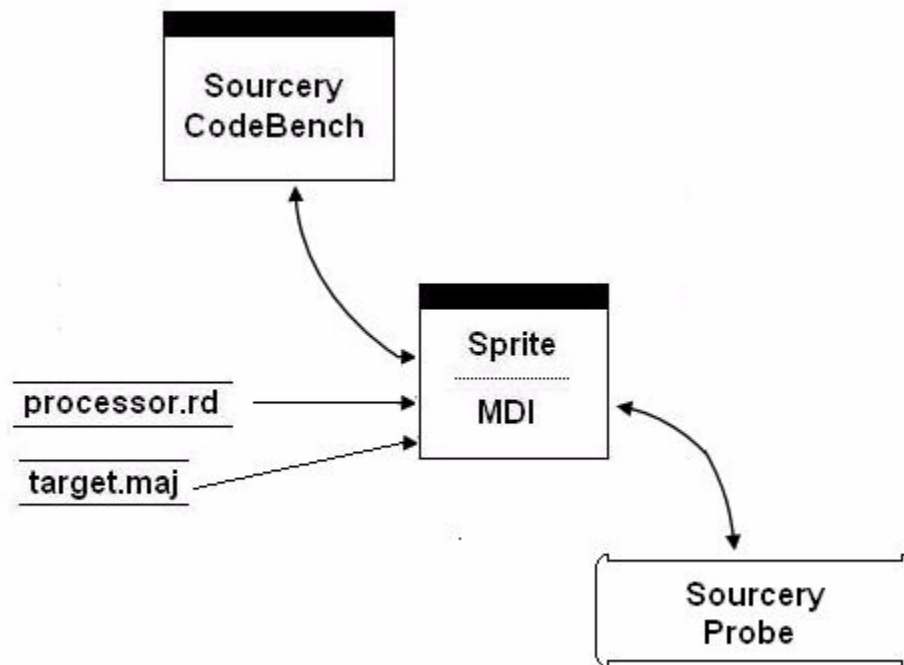 Sourcery
CodeBench
Sprite
MDI
processor.rd
target.maj
Sourcery
Probe